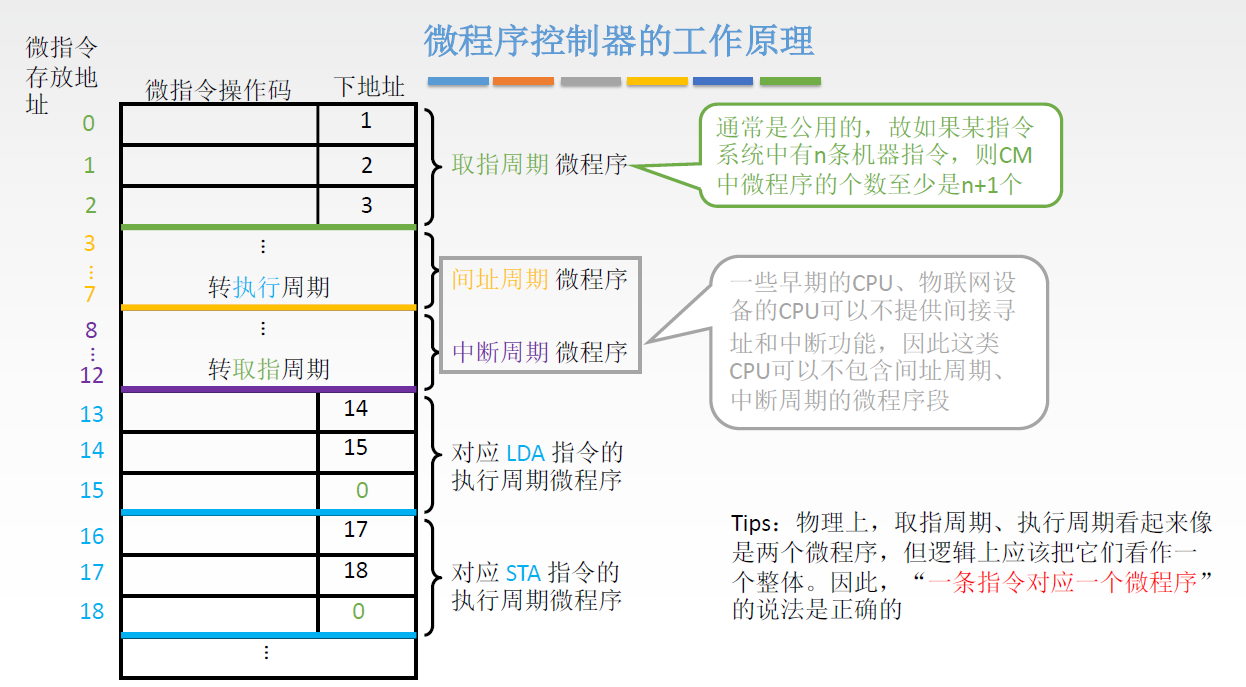 微程序控制器的工作原理
微指令
存放地
址
微指令操作码
下地址
0
1
1
2
2
3
取指周期 微程序
通常是公用的，故如果某指令
系统中有n条机器指令，则CM
中微程序的个数至少是n+1个
3
⋮
7
⋮
转执行周期
间址周期 微程序
8
⋮
12
⋮
转取指周期
中断周期 微程序
一些早期的CPU、物联网设
备的CPU可以不提供间接寻
址和中断功能，因此这类
CPU可以不包含间址周期、
中断周期的微程序段
13
14
14
15
15
0
对应 LDA 指令的
执行周期微程序
16
17
17
18
18
0
对应 STA 指令的
执行周期微程序
⋮
Tips：物理上，取指周期、执行周期看起来像
是两个微程序，但逻辑上应该把它们看作一
个整体。因此，“一条指令对应一个微程序”
的说法是正确的